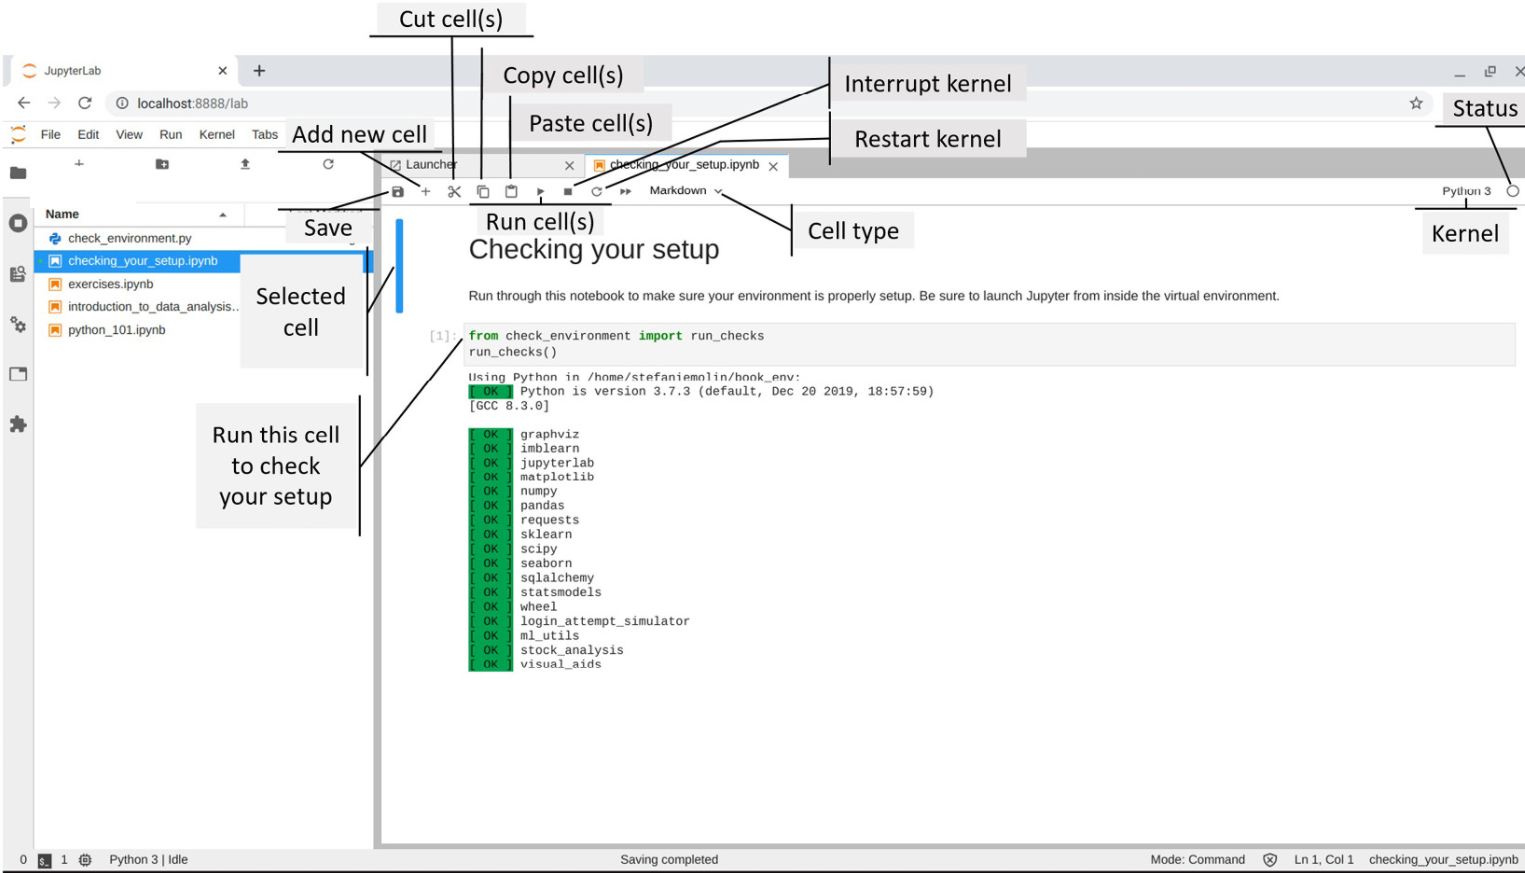 Cut cell(s)
JupyterLab
Copy cell(s)
Interrupt kernel
localhost:8888/lab
Status
Paste cell(s)
File Edit View Run Kernel Tabs
Add new cell
Restart kernel
Launcher
checking_your_setup.ipynb
Markdown
Python 3
Name
Save
Run cell(s)
Cell type
Kernel
check_environment.py
checking_your_setup.ipynb
exercises.ipynb
introduction_to_data_analysis..
python_101.ipynb
Selected
cell
Checking your setup
Run through this notebook to make sure your environment is properly setup. Be sure to launch Jupyter from inside the virtual environment.
[1]: from check_environment import run_checks
run_checks()
Using Python in /home/stefaniemolin/book_env:
[ OK ] Python is version 3.7.3 (default, Dec 20 2019, 18:57:59)
[GCC 8.3.0]
Run this cell
to check
your setup
[ OK ] graphviz
[ OK ] imblearn
[ OK ] jupyterlab
[ OK ] matplotlib
[ OK ] numpy
[ OK ] pandas
[ OK ] requests
[ OK ] sklearn
[ OK ] scipy
[ OK ] seaborn
[ OK ] sqlalchemy
[ OK ] statsmodels
[ OK ] wheel
[ OK ] login_attempt_simulator
[ OK ] ml_utils
[ OK ] stock_analysis
[ OK ] visual_aids
0 s_ 1 Python 3 | Idle
Saving completed
Mode: Command
Ln 1, Col 1 checking_your_setup.ipynb